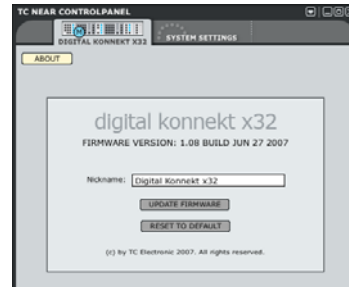 TC NEAR CONTROLPANEL
DIGITAL KONNEKT X32
SYSTEM SETTINGS
ABOUT
digital konnekt x32
FIRMWARE VERSION: 1.08 BUILD JUN 27 2007
Nickname: Digital Konnekt x32
UPDATE FIRMWARE
RESET TO DEFAULT
(c) by TC Electronic 2007. All rights reserved.